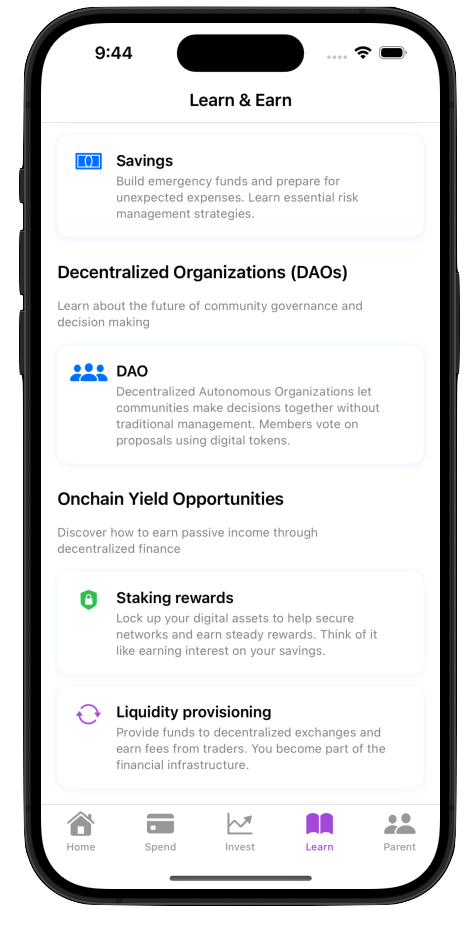 9:44
Learn & Earn
Savings
Build emergency funds and prepare for
unexpected expenses. Learn essential risk
management strategies.
Decentralized Organizations (DAOs)
Learn about the future of community governance and
decision making
DAO
Decentralized Autonomous Organizations let
communities make decisions together without
traditional management. Members vote on
proposals using digital tokens.
Onchain Yield Opportunities
Discover how to earn passive income through
decentralized finance
Staking rewards
Lock up your digital assets to help secure
networks and earn steady rewards. Think of it
like earning interest on your savings.
Liquidity provisioning
Provide funds to decentralized exchanges and
earn fees from traders. You become part of the
financial infrastructure.
Home Spend Invest Learn Parent